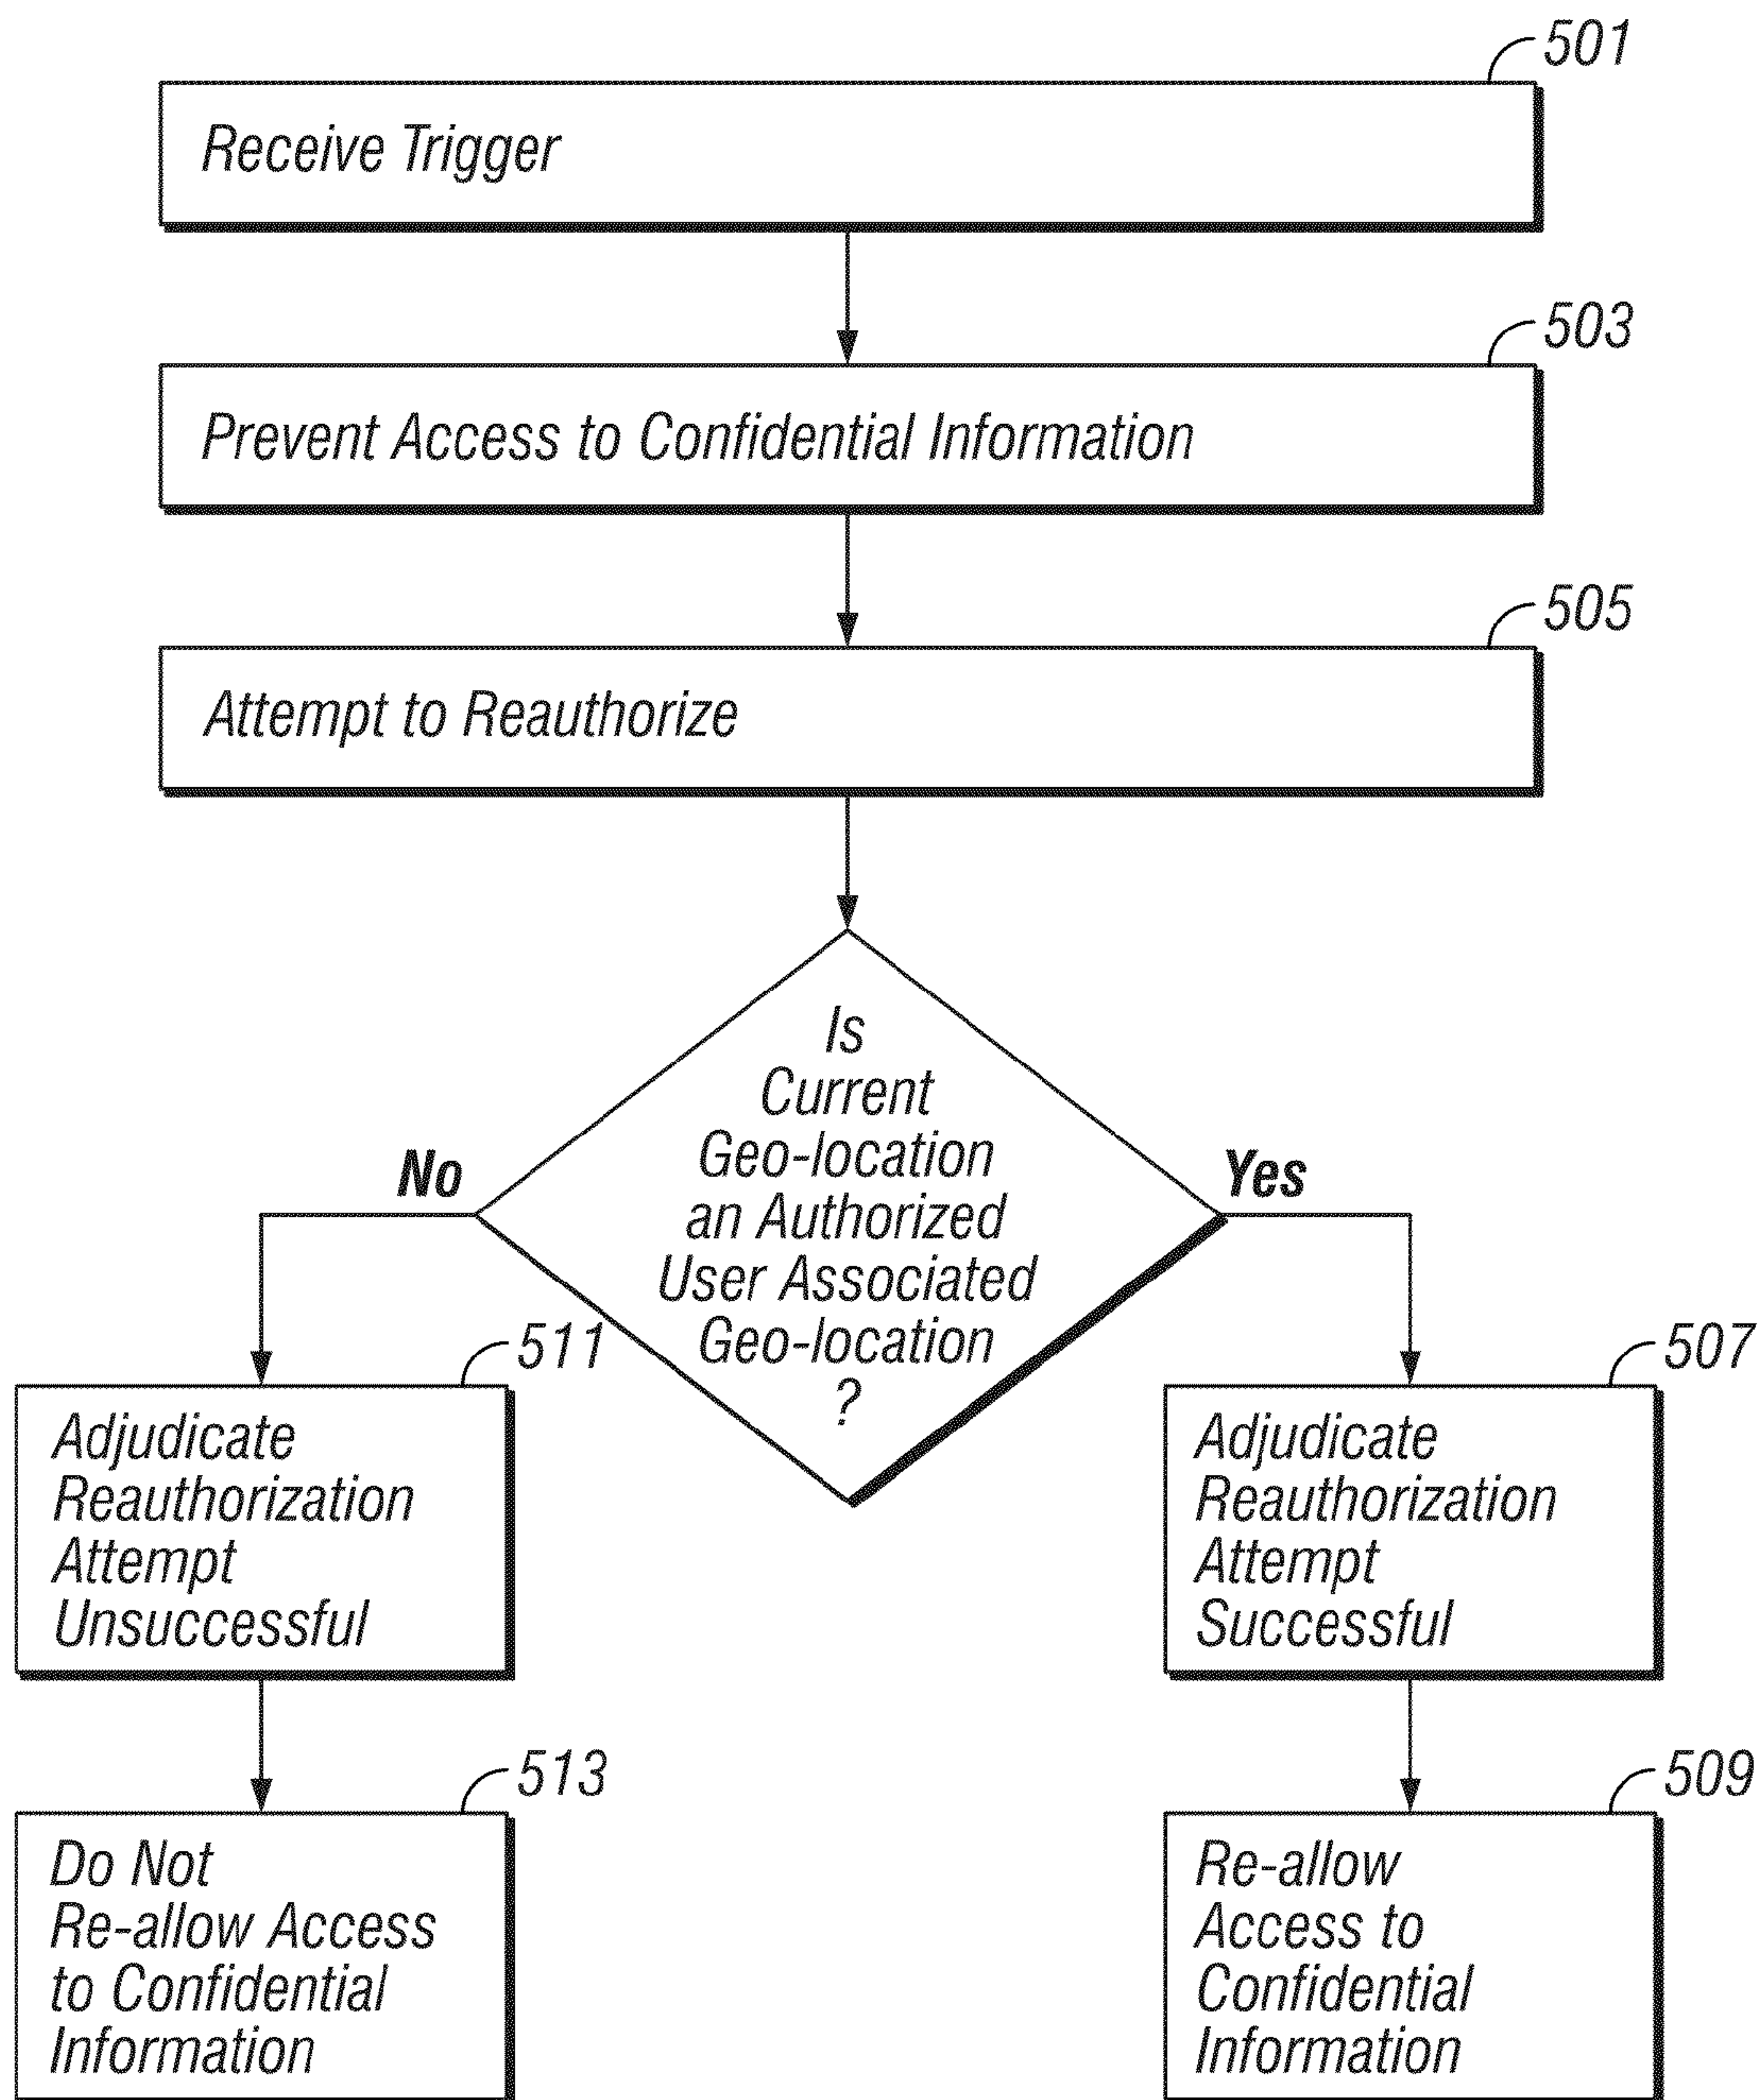 501
Receive Trigger
503
Prevent Access to Confidential Information
505
Attempt to Reauthorize
Is
Current
Geo-location
an Authorized
User Associated
Geo-location
?
No
Yes
511
Adjudicate
Reauthorization
Attempt
Unsuccessful
507
Adjudicate
Reauthorization
Attempt
Successful
513
Do Not
Re-allow Access
to Confidential
Information
509
Re-allow
Access to
Confidential
Information